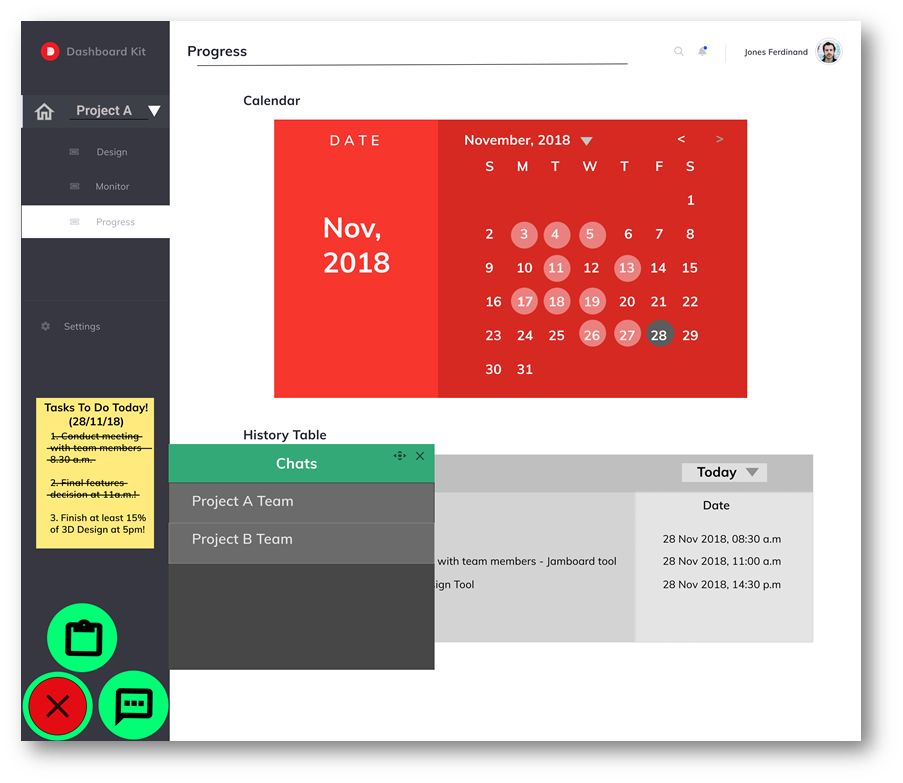 Dashboard Kit
Progress
Jones Ferdinand
Project A
Design
Monitor
Progress
Settings
Calendar
DATE
Nov,
2018
November, 2018 < >
S M T W T F S
1
2 3 4 5 6 7 8
9 10 11 12 13 14 15
16 17 18 19 20 21 22
23 24 25 26 27 28 29
30 31
Tasks To Do Today!
(28/11/18)
1. Conduct meeting
with team members
8.30 a.m.
2. Final features
decision at 11a.m.!
3. Finish at least 15%
of 3D Design at 5pm!
History Table
Chats
Project A Team
Project B Team
Today
Date
28 Nov 2018, 08:30 a.m
with team members - Jamboard tool 28 Nov 2018, 11:00 a.m
ign Tool 28 Nov 2018, 14:30 p.m